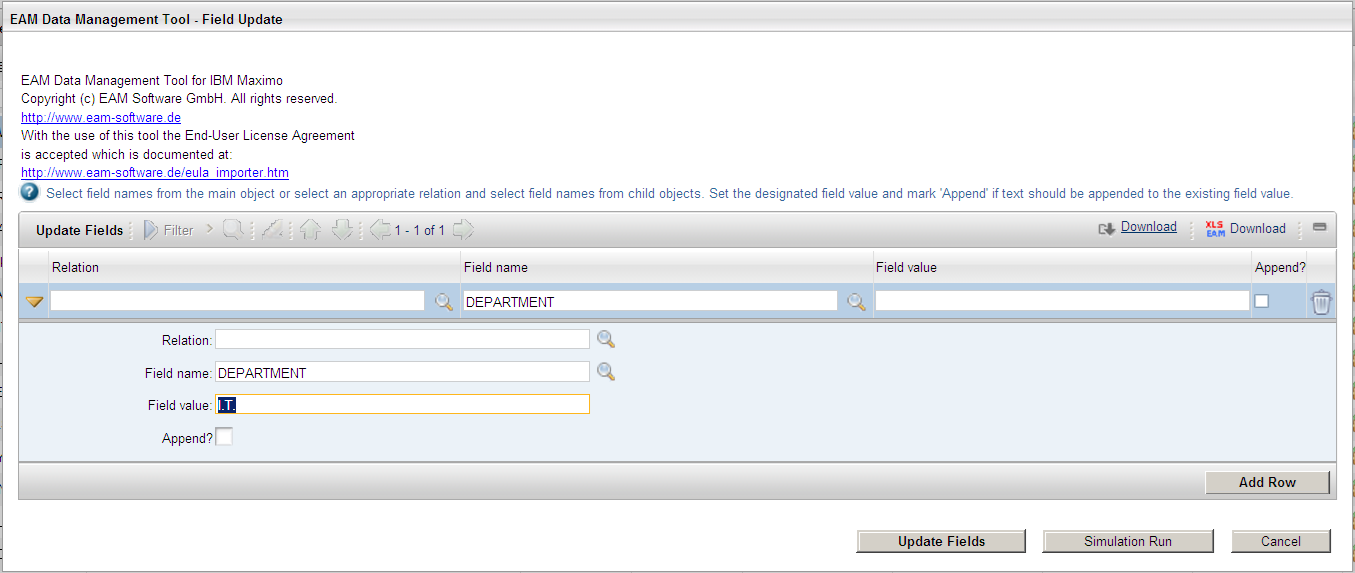 EAM Data Management Tool - Field Update
EAM Data Management Tool for IBM Maximo
Copyright (c) EAM Software GmbH. All rights reserved.
http://www.eam-software.de
With the use of this tool the End-User License Agreement
is accepted which is documented at:
http://www.eam-software.de/eula_importer.htm
? Select field names from the main object or select an appropriate relation and select field names from child objects. Set the designated field value and mark 'Append' if text should be appended to the existing field value.
Update Fields Filter 1 - 1 of 1 Download XLS EAM Download
Relation Field name Field value Append?
DEPARTMENT
Relation:
Field name: DEPARTMENT
Field value: I.T.
Append?
Add Row
Update Fields Simulation Run Cancel